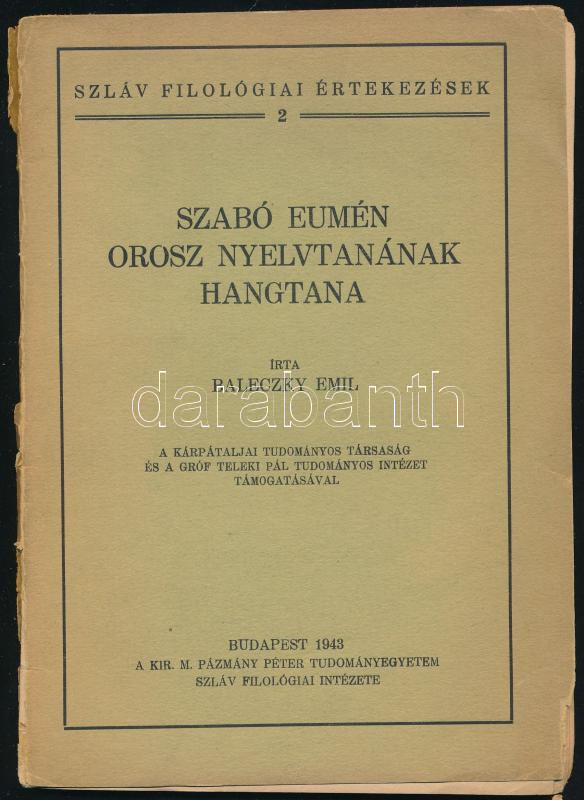 SZLÁV FILOLÓGIAI ÉRTEKEZÉSEK
2
SZABÓ EUMÉN
OROSZ NYELVTANÁNAK
HANGTANA
ÍRTA
BALECZKY EMIL
darabanth
A KÁRPÁTALJAI TUDOMÁNYOS TÁRSASÁG
ÉS A GRÓF TELEKI PÁL TUDOMÁNYOS INTÉZET
TÁMOGATÁSÁVAL
BUDAPEST 1943
A KIR. M. PÁZMÁNY PÉTER TUDOMÁNYEGYETEM
SZLÁV FILOLÓGIAI INTÉZETE